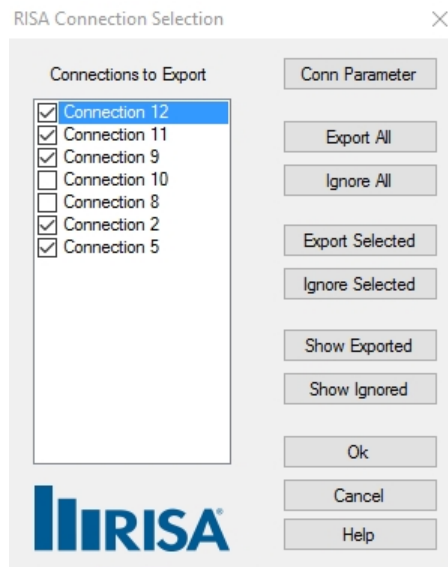 RISA Connection Selection
Connections to Export
Conn Parameter
Connection 12
Connection 11
Connection 9
Connection 10
Connection 8
Connection 2
Connection 5
Export All
Ignore All
Export Selected
Ignore Selected
Show Exported
Show Ignored
Ok
Cancel
Help
RISA